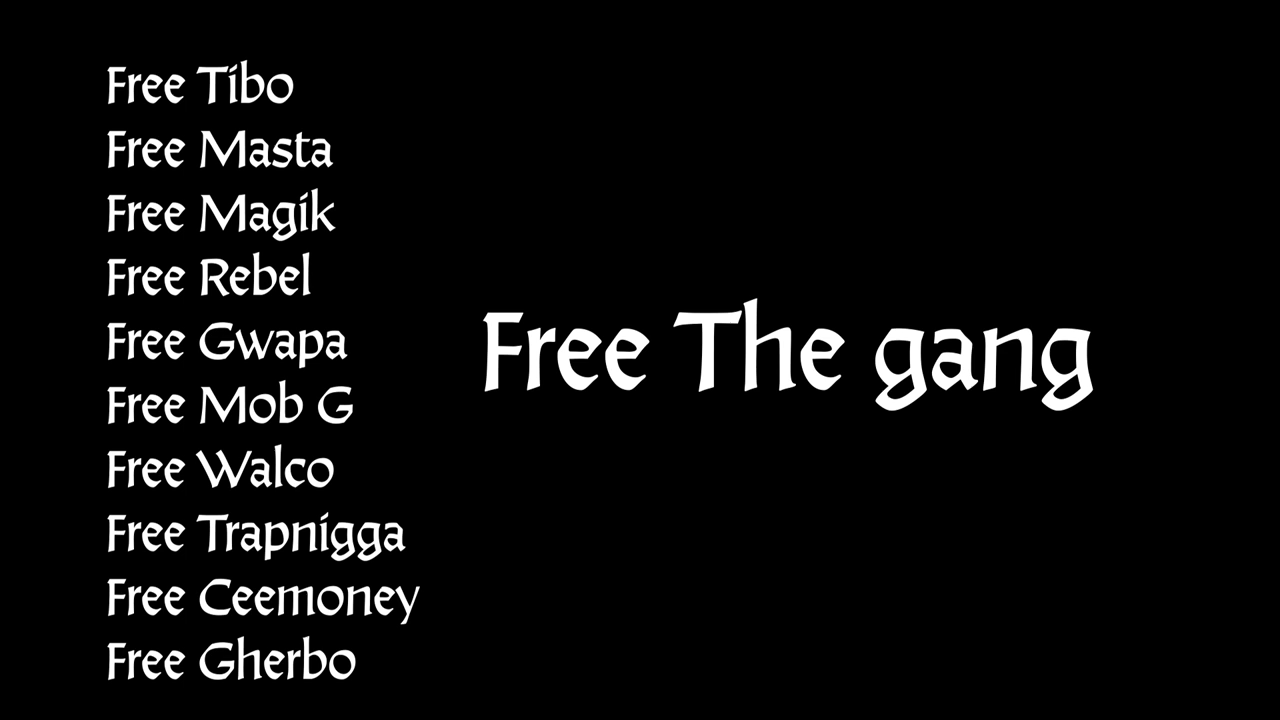 Free Tibo
Free Masta
Free Magik
Free Rebel
Free Gwapa
Free Mob G
Free Walco
Free Trapnigga
Free Ceemoney
Free Gherbo
Free The gang